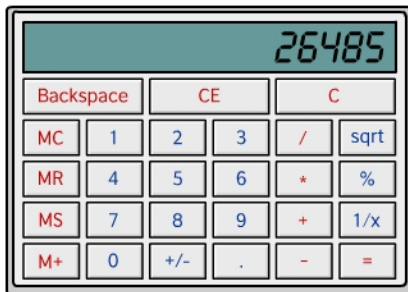 26485
Backspace CE C
MC 1 2 3 / sqrt
MR 4 5 6 * %
MS 7 8 9 + 1/x
M+ 0 +/- . - =